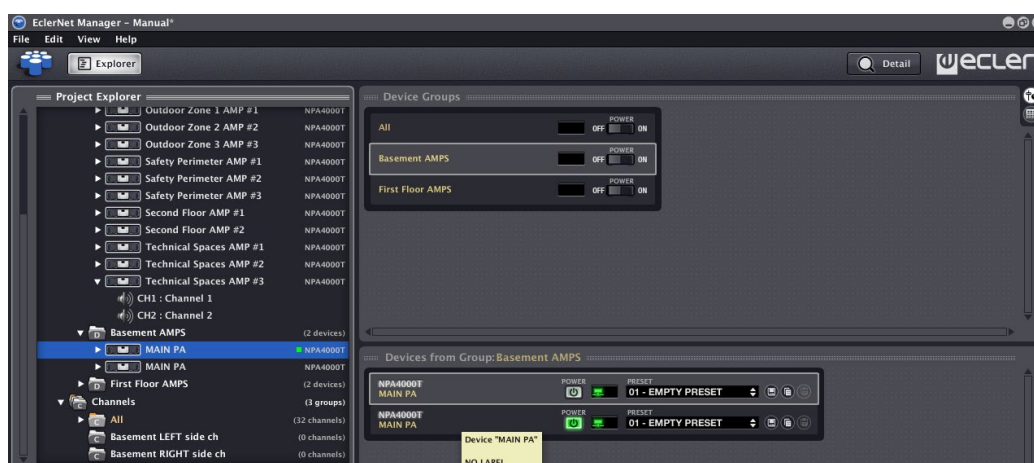 EclerNet Manager - Manual*
File Edit View Help
Explorer
Detail
ecler
Project Explorer
Outdoor Zone 1 AMP #1 NPA4000T
Outdoor Zone 2 AMP #2 NPA4000T
Outdoor Zone 3 AMP #3 NPA4000T
Safety Perimeter AMP #1 NPA4000T
Safety Perimeter AMP #2 NPA4000T
Safety Perimeter AMP #3 NPA4000T
Second Floor AMP #1 NPA4000T
Second Floor AMP #2 NPA4000T
Technical Spaces AMP #1 NPA4000T
Technical Spaces AMP #2 NPA4000T
Technical Spaces AMP #3 NPA4000T
CH1 : Channel 1
CH2 : Channel 2
D Basement AMPS (2 devices)
MAIN PA NPA4000T
MAIN PA NPA4000T
D First Floor AMPS (2 devices)
C Channels (3 groups)
C All (32 channels)
C Basement LEFT side ch (0 channels)
C Basement RIGHT side ch (0 channels)
Device Groups
All POWER OFF ON
Basement AMPS POWER OFF ON
First Floor AMPS POWER OFF ON
Devices from Group: Basement AMPS
NPA4000T POWER PRESET
MAIN PA 01 - EMPTY PRESET
NPA4000T POWER PRESET
MAIN PA 01 - EMPTY PRESET
Device "MAIN PA"
NO LABEL